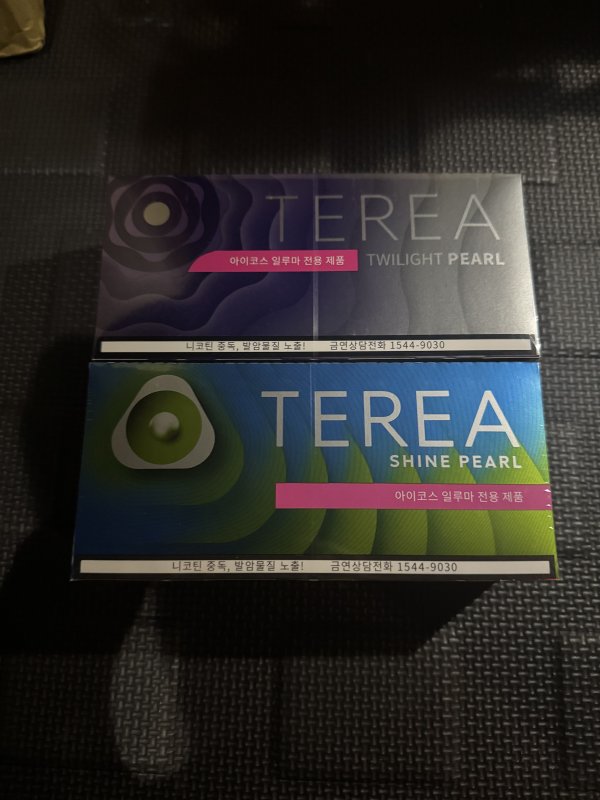 TEREA
아이코스 일루마 전용 제품 TWILIGHT PEARL
니코틴 중독, 발암물질 노출! 금연상담전화 1544-9030
TEREA
SHINE PEARL
아이코스 일루마 전용 제품
니코틴 중독, 발암물질 노출! 금연상담전화 1544-9030